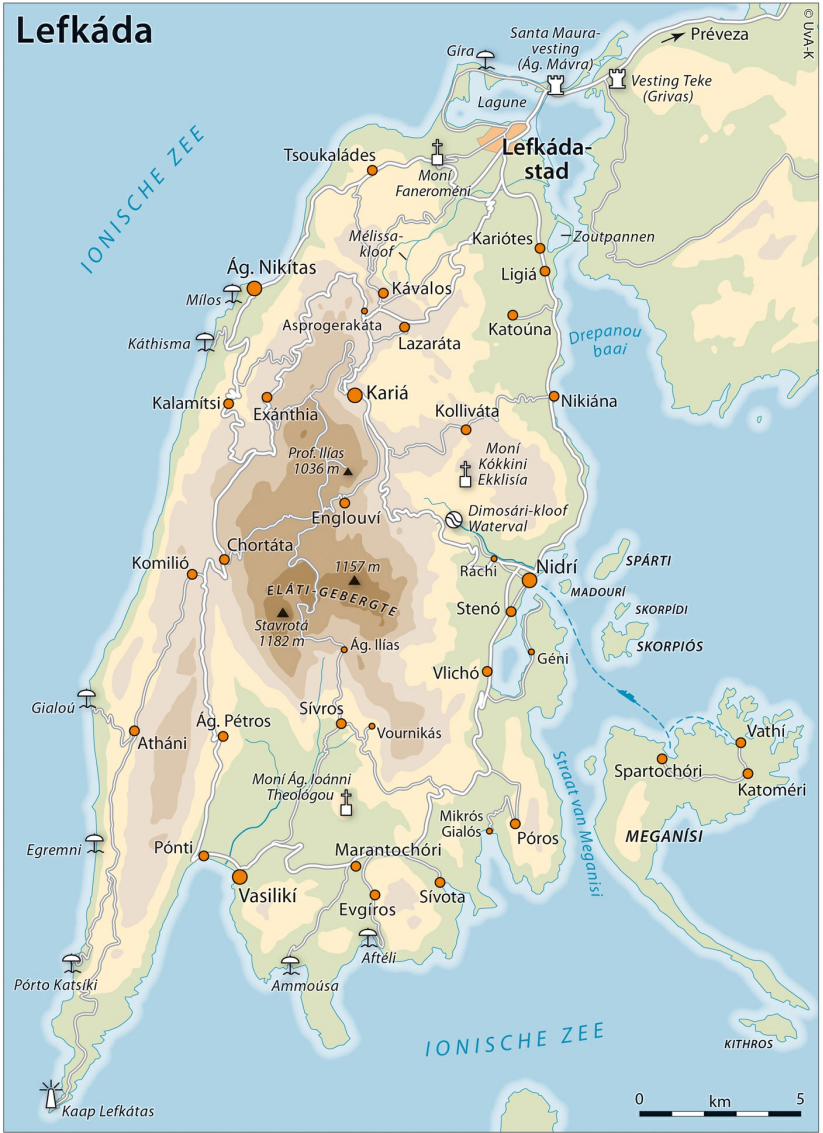 Lefkáda
© UvA-K
Santa Maura-
vesting
(Ág. Mávra)
Préveza
Gíra
Vesting Teke
(Grivas)
Lagune
Lefkáda-
stad
IONISCHE ZEE
Tsoukaládes
Moní
Faneroméni
Mélissa-
kloof
Kariótes
Zoutpannen
Ág. Nikítas
Ligiá
Mílos
Kávalos
Asprogerakáta
Katoúna
Lazaráta
Drepanou
baai
Káthisma
Kariá
Kalamítsi
Exánthia
Kolliváta
Nikiána
Prof. Ilías
1036 m
Moní
Kókkini
Ekklisía
Englouví
Dimosári-kloof
Waterval
Chortáta
Komilió
1157 m
Ráchi
Nidrí
SPÁRTI
ELÁTI-GEBERGTE
MADOURÍ
Stavrotá
1182 m
Stenó
SKORPÍDI
Ág. Ilías
Géni
SKORPIÓS
Vlichó
Gialoú
Sívros
Ág. Pétros
Atháni
Vournikás
Vathí
Spartochóri
Katoméri
Straat van Meganisi
Moní Ág. Ioánni
Theológou
Mikrós
Gialós
Póros
MEGANÍSI
Egremni
Pónti
Marantochóri
Vasilikí
Evgíros
Sívota
Aftéli
Pórto Katsíki
Ammoúsa
IONISCHE ZEE
KITHROS
Kaap Lefkátas
0 km 5